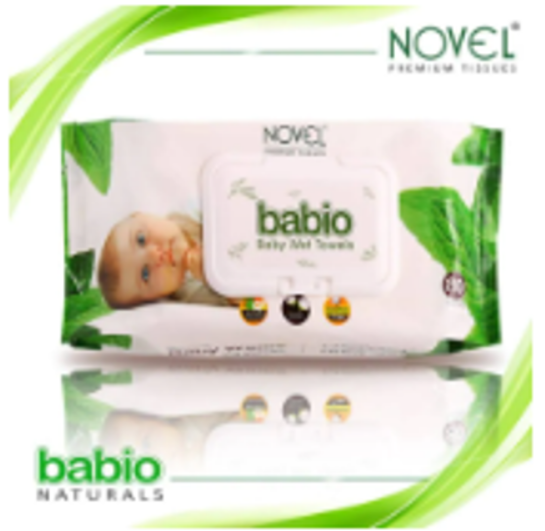 NOVEL®
PREMIUM TISSUES
NOVEL
babio
Baby Wet Towels
babio
NATURALS